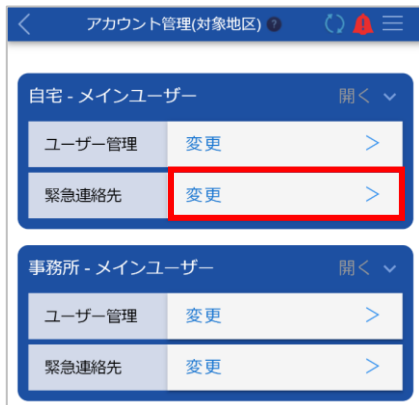 アカウント管理(対象地区) ?
自宅 - メインユーザー 開く
ユーザー管理 変更
緊急連絡先 変更
事務所 - メインユーザー 開く
ユーザー管理 変更
緊急連絡先 変更